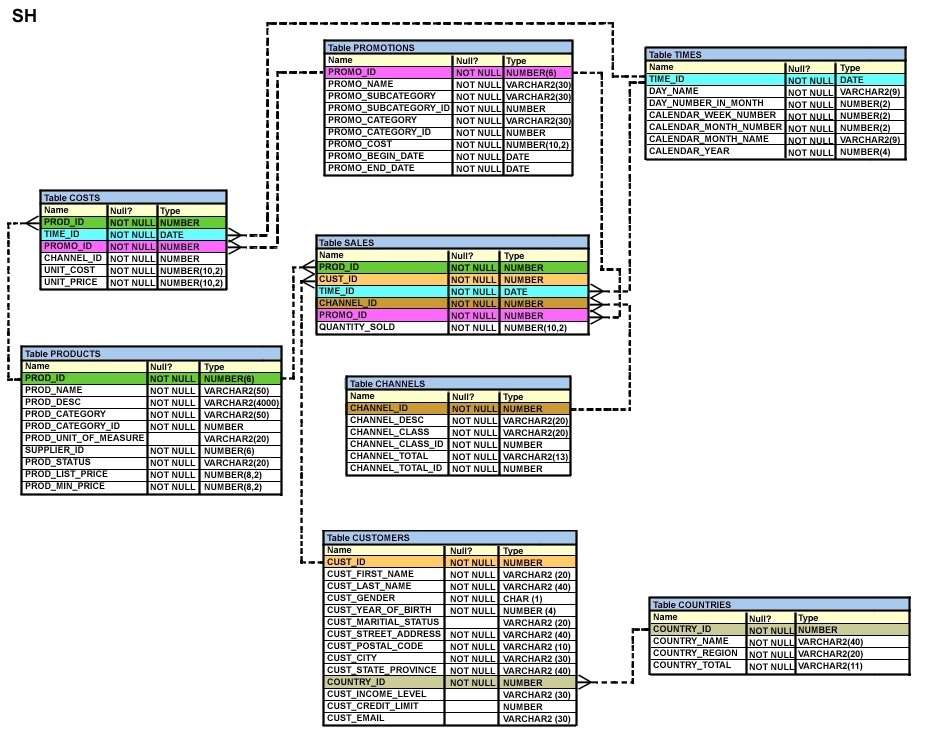 SH
Table PROMOTIONS
Name Null? Type
PROMO_ID NOT NULL NUMBER(6)
PROMO_NAME NOT NULL VARCHAR2(30)
PROMO_SUBCATEGORY NOT NULL VARCHAR2(30)
PROMO_SUBCATEGORY_ID NOT NULL NUMBER
PROMO_CATEGORY NOT NULL VARCHAR2(30)
PROMO_CATEGORY_ID NOT NULL NUMBER
PROMO_COST NOT NULL NUMBER(10,2)
PROMO_BEGIN_DATE NOT NULL DATE
PROMO_END_DATE NOT NULL DATE
Table TIMES
Name Null? Type
TIME_ID NOT NULL DATE
DAY_NAME NOT NULL VARCHAR2(9)
DAY_NUMBER_IN_MONTH NOT NULL NUMBER(2)
CALENDAR_WEEK_NUMBER NOT NULL NUMBER(2)
CALENDAR_MONTH_NUMBER NOT NULL NUMBER(2)
CALENDAR_MONTH_NAME NOT NULL VARCHAR2(9)
CALENDAR_YEAR NOT NULL NUMBER(4)
Table COSTS
Name Null? Type
PROD_ID NOT NULL NUMBER
TIME_ID NOT NULL DATE
PROMO_ID NOT NULL NUMBER
CHANNEL_ID NOT NULL NUMBER
UNIT_COST NOT NULL NUMBER(10,2)
UNIT_PRICE NOT NULL NUMBER(10,2)
Table SALES
Name Null? Type
PROD_ID NOT NULL NUMBER
CUST_ID NOT NULL NUMBER
TIME_ID NOT NULL DATE
CHANNEL_ID NOT NULL NUMBER
PROMO_ID NOT NULL NUMBER
QUANTITY_SOLD NOT NULL NUMBER(10,2)
Table PRODUCTS
Name Null? Type
PROD_ID NOT NULL NUMBER(6)
PROD_NAME NOT NULL VARCHAR2(50)
PROD_DESC NOT NULL VARCHAR2(4000)
PROD_CATEGORY NOT NULL VARCHAR2(50)
PROD_CATEGORY_ID NOT NULL NUMBER
PROD_UNIT_OF_MEASURE VARCHAR2(20)
SUPPLIER_ID NOT NULL NUMBER(6)
PROD_STATUS NOT NULL VARCHAR2(20)
PROD_LIST_PRICE NOT NULL NUMBER(8,2)
PROD_MIN_PRICE NOT NULL NUMBER(8,2)
Table CHANNELS
Name Null? Type
CHANNEL_ID NOT NULL NUMBER
CHANNEL_DESC NOT NULL VARCHAR2(20)
CHANNEL_CLASS NOT NULL VARCHAR2(20)
CHANNEL_CLASS_ID NOT NULL NUMBER
CHANNEL_TOTAL NOT NULL VARCHAR2(13)
CHANNEL_TOTAL_ID NOT NULL NUMBER
Table CUSTOMERS
Name Null? Type
CUST_ID NOT NULL NUMBER
CUST_FIRST_NAME NOT NULL VARCHAR2 (20)
CUST_LAST_NAME NOT NULL VARCHAR2 (40)
CUST_GENDER NOT NULL CHAR (1)
CUST_YEAR_OF_BIRTH NOT NULL NUMBER (4)
CUST_MARITIAL_STATUS VARCHAR2 (20)
CUST_STREET_ADDRESS NOT NULL VARCHAR2 (40)
CUST_POSTAL_CODE NOT NULL VARCHAR2 (10)
CUST_CITY NOT NULL VARCHAR2 (30)
CUST_STATE_PROVINCE NOT NULL VARCHAR2 (40)
COUNTRY_ID NOT NULL NUMBER
CUST_INCOME_LEVEL VARCHAR2 (30)
CUST_CREDIT_LIMIT NUMBER
CUST_EMAIL VARCHAR2 (30)
Table COUNTRIES
Name Null? Type
COUNTRY_ID NOT NULL NUMBER
COUNTRY_NAME NOT NULL VARCHAR2(40)
COUNTRY_REGION NOT NULL VARCHAR2(20)
COUNTRY_TOTAL NOT NULL VARCHAR2(11)